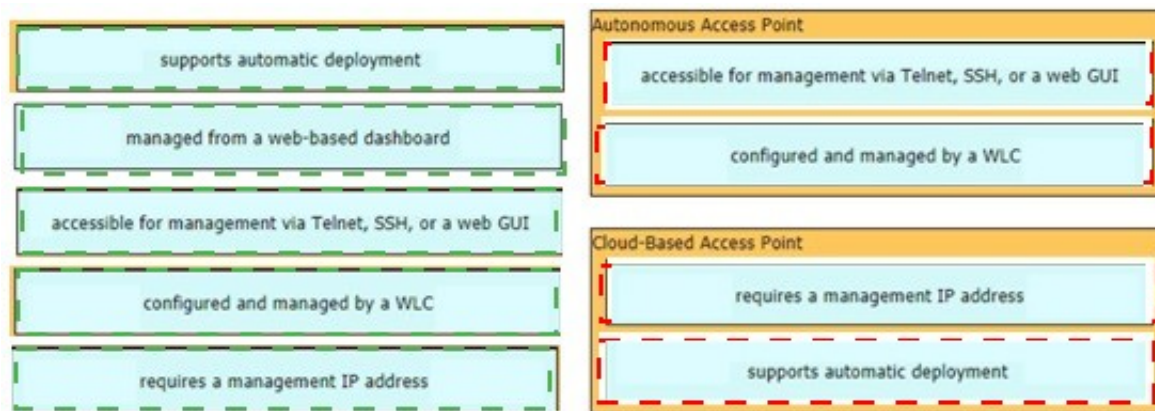 supports automatic deployment
managed from a web-based dashboard
accessible for management via Telnet, SSH, or a web GUI
configured and managed by a WLC
requires a management IP address
Autonomous Access Point
accessible for management via Telnet, SSH, or a web GUI
configured and managed by a WLC
Cloud-Based Access Point
requires a management IP address
supports automatic deployment